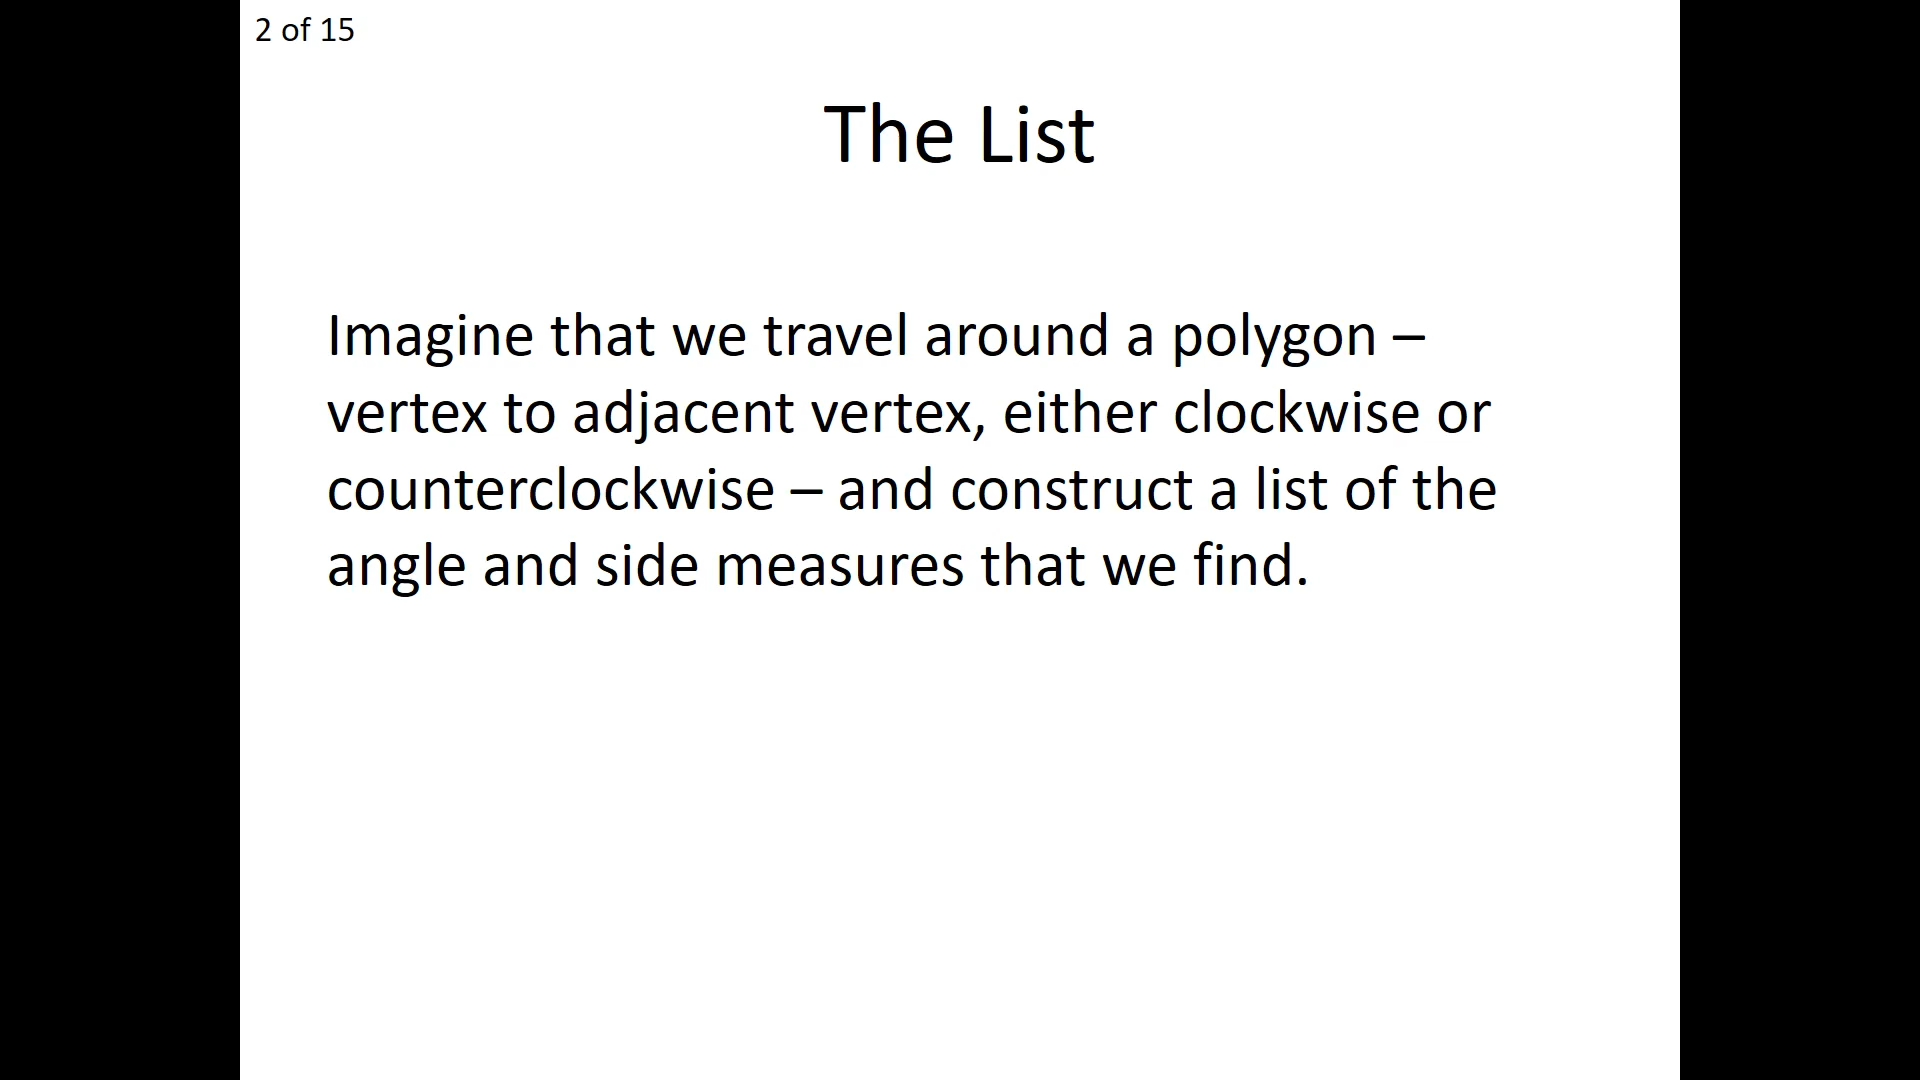 2 of 15
The List
Imagine that we travel around a polygon –
vertex to adjacent vertex, either clockwise or
counterclockwise – and construct a list of the
angle and side measures that we find.